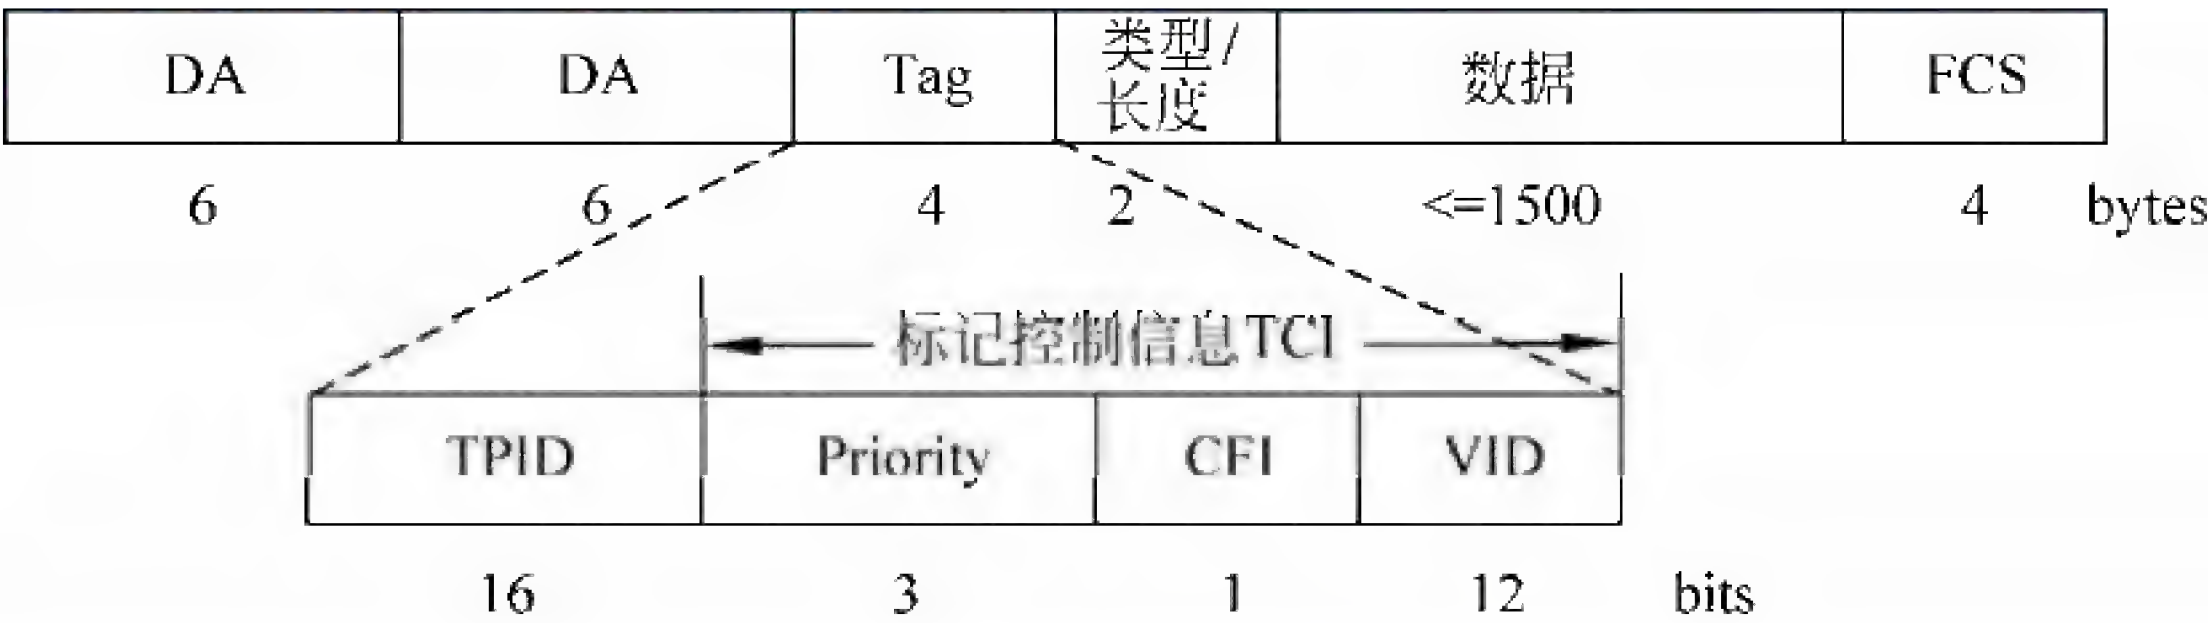 DA DA Tag 类型/ 数据 FCS
长度
6 6 4 2 <=1500 4 bytes
标记控制信息TCI
TPID Priority CFI VID
16 3 1 12 bits